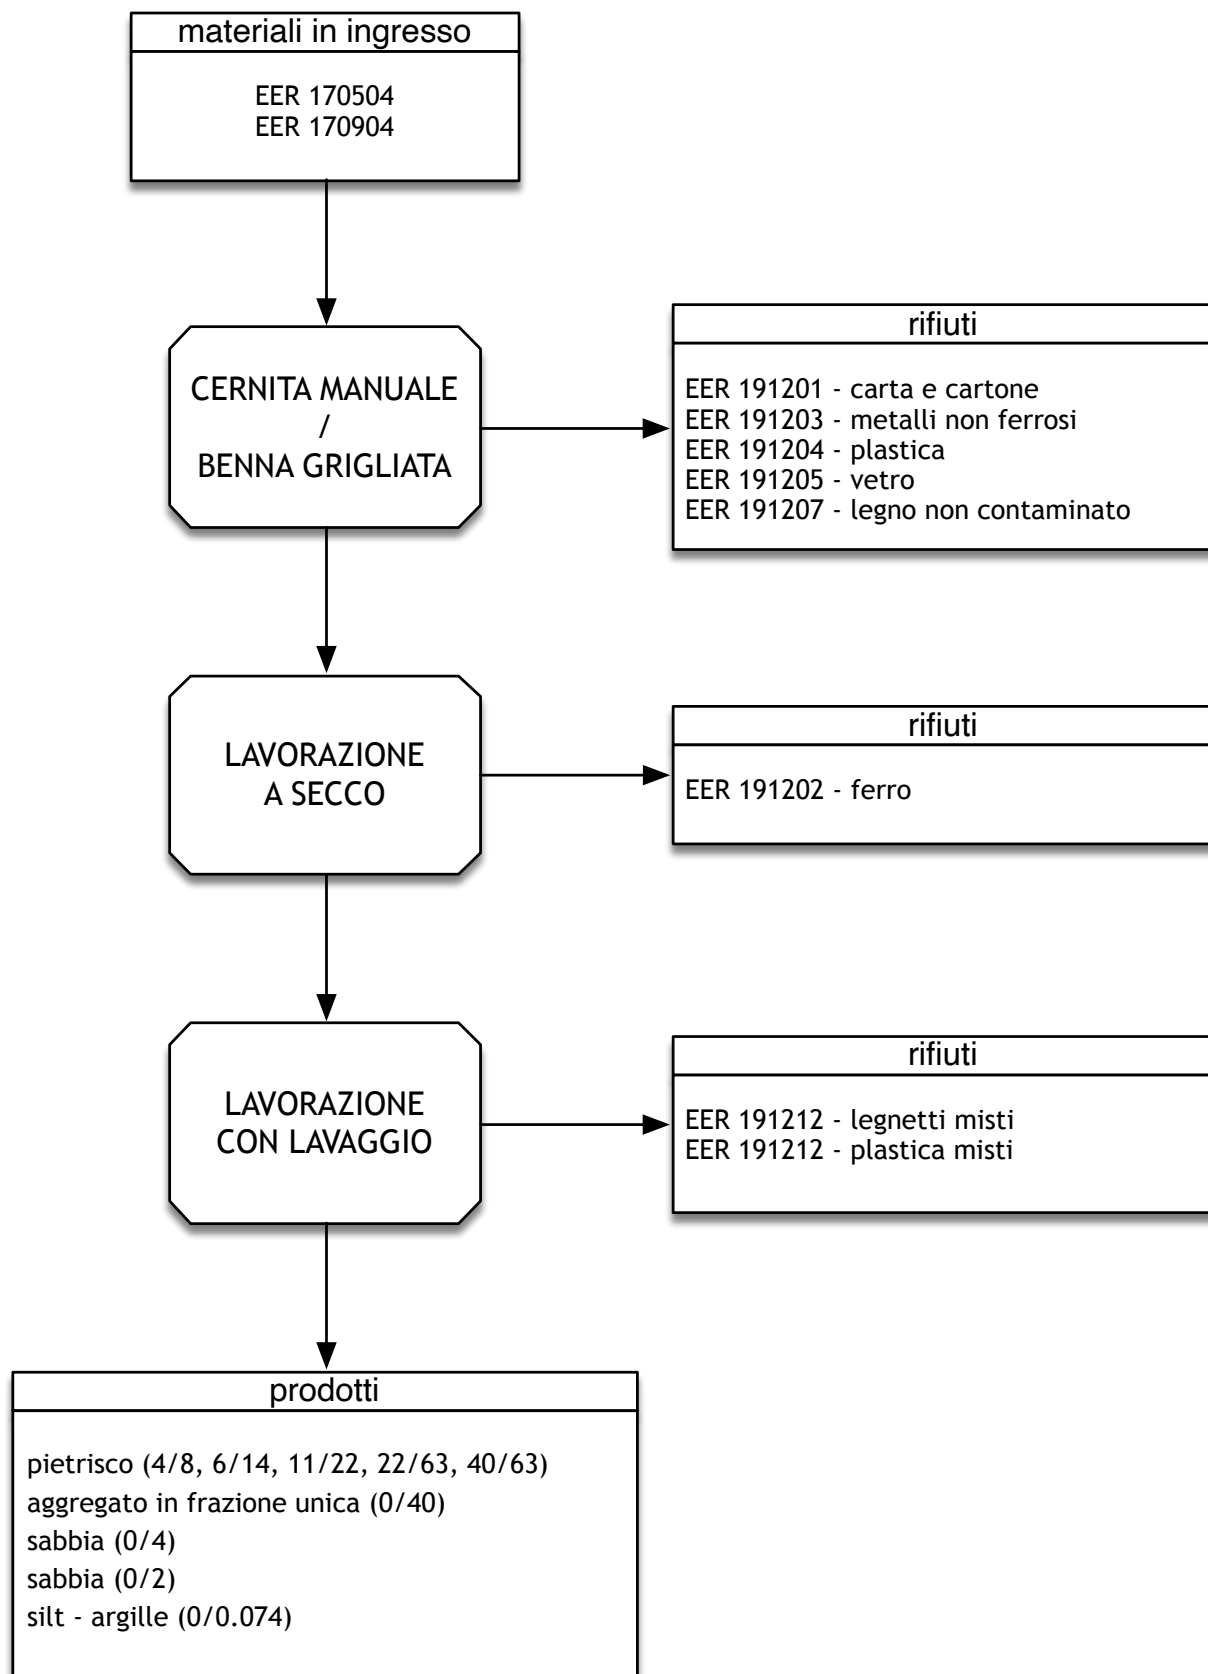 materiali in ingresso
EER 170504
EER 170904
CERNITA MANUALE
/
BENNA GRIGLIATA
rifiuti
EER 191201 - carta e cartone
EER 191203 - metalli non ferrosi
EER 191204 - plastica
EER 191205 - vetro
EER 191207 - legno non contaminato
LAVORAZIONE
A SECCO
rifiuti
EER 191202 - ferro
LAVORAZIONE
CON LAVAGGIO
rifiuti
EER 191212 - legnetti misti
EER 191212 - plastica misti
prodotti
pietrisco (4/8, 6/14, 11/22, 22/63, 40/63)
aggregato in frazione unica (0/40)
sabbia (0/4)
sabbia (0/2)
silt - argille (0/0.074)